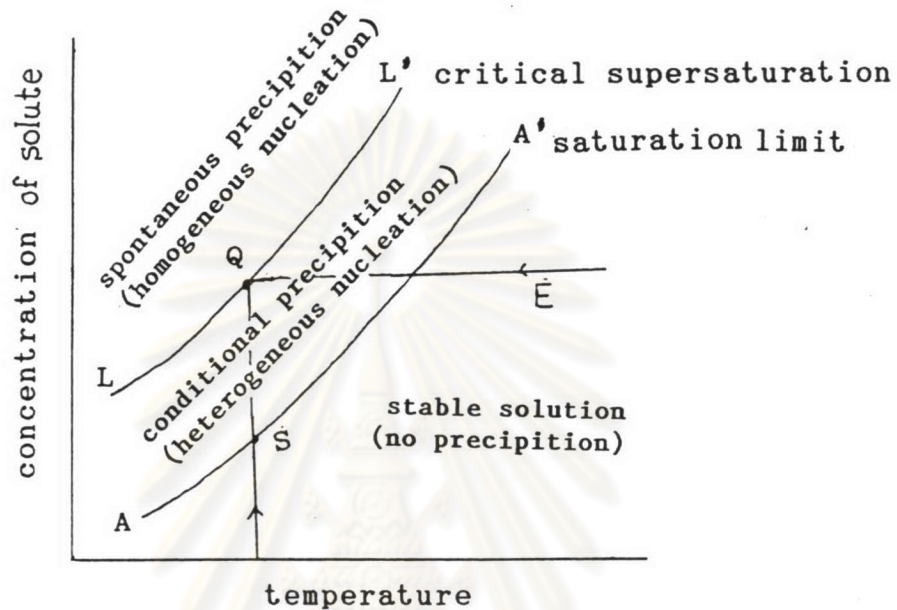 concentration of solute
spontaneous precipition
(homogeneous nucleation)
L' critical supersaturation
A' saturation limit
conditional precipition
(heterogeneous nucleation)
Q
E
L
stable solution
(no precipition)
S
A
temperature